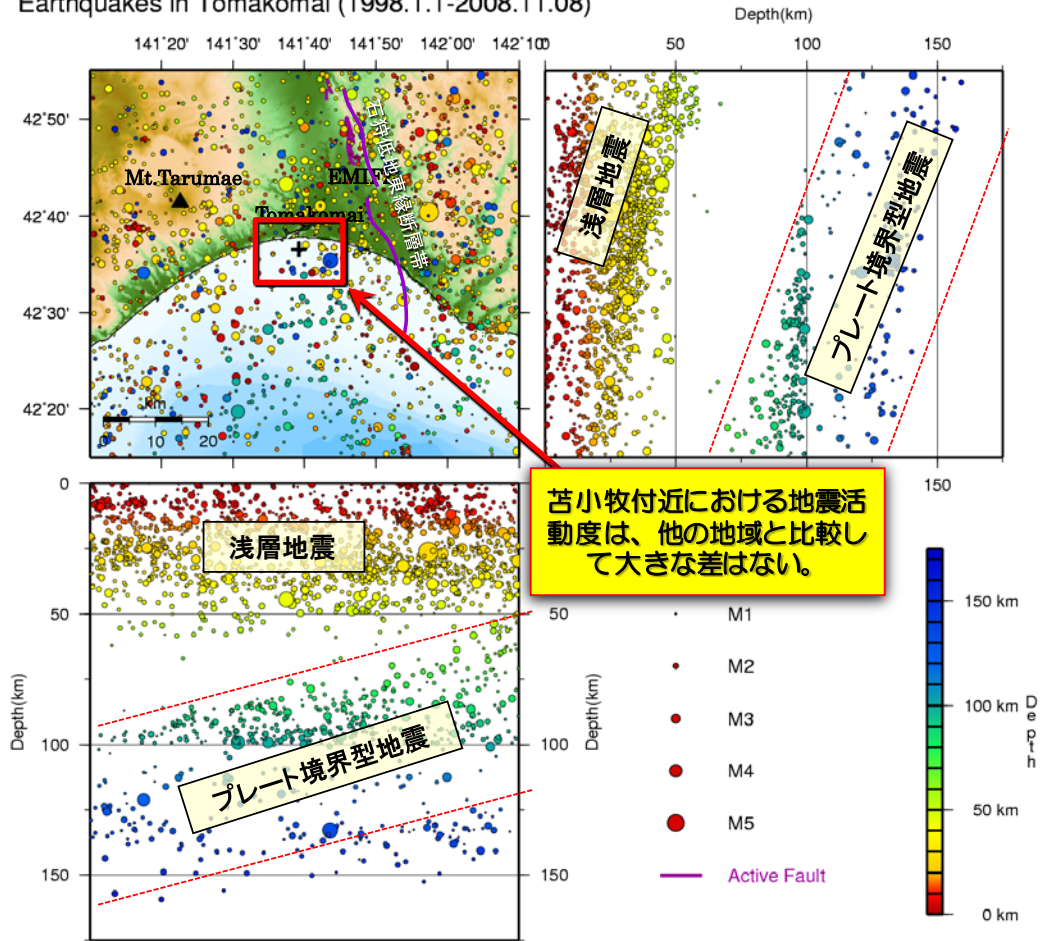 Earthquakes in Tomakomai (1998.1.1-2008.11.08)
Depth(km)
141˚20' 141˚30' 141˚40' 141˚50' 142˚00' 142˚10'
0 50 100 150
42˚50'
42˚40'
42˚30'
42˚20'
石狩低地東縁断層帯
Mt.Tarumae
Tomakomai
km
0 10 20
浅層地震
プレート境界型地震
苫小牧付近における地震活
動度は、他の地域と比較し
て大きな差はない。
0
50
100
150
Depth(km)
浅層地震
プレート境界型地震
50
100
150
Depth(km)
150
M1
M2
M3
M4
M5
Active Fault
150 km
100 km
50 km
0 km
Depth